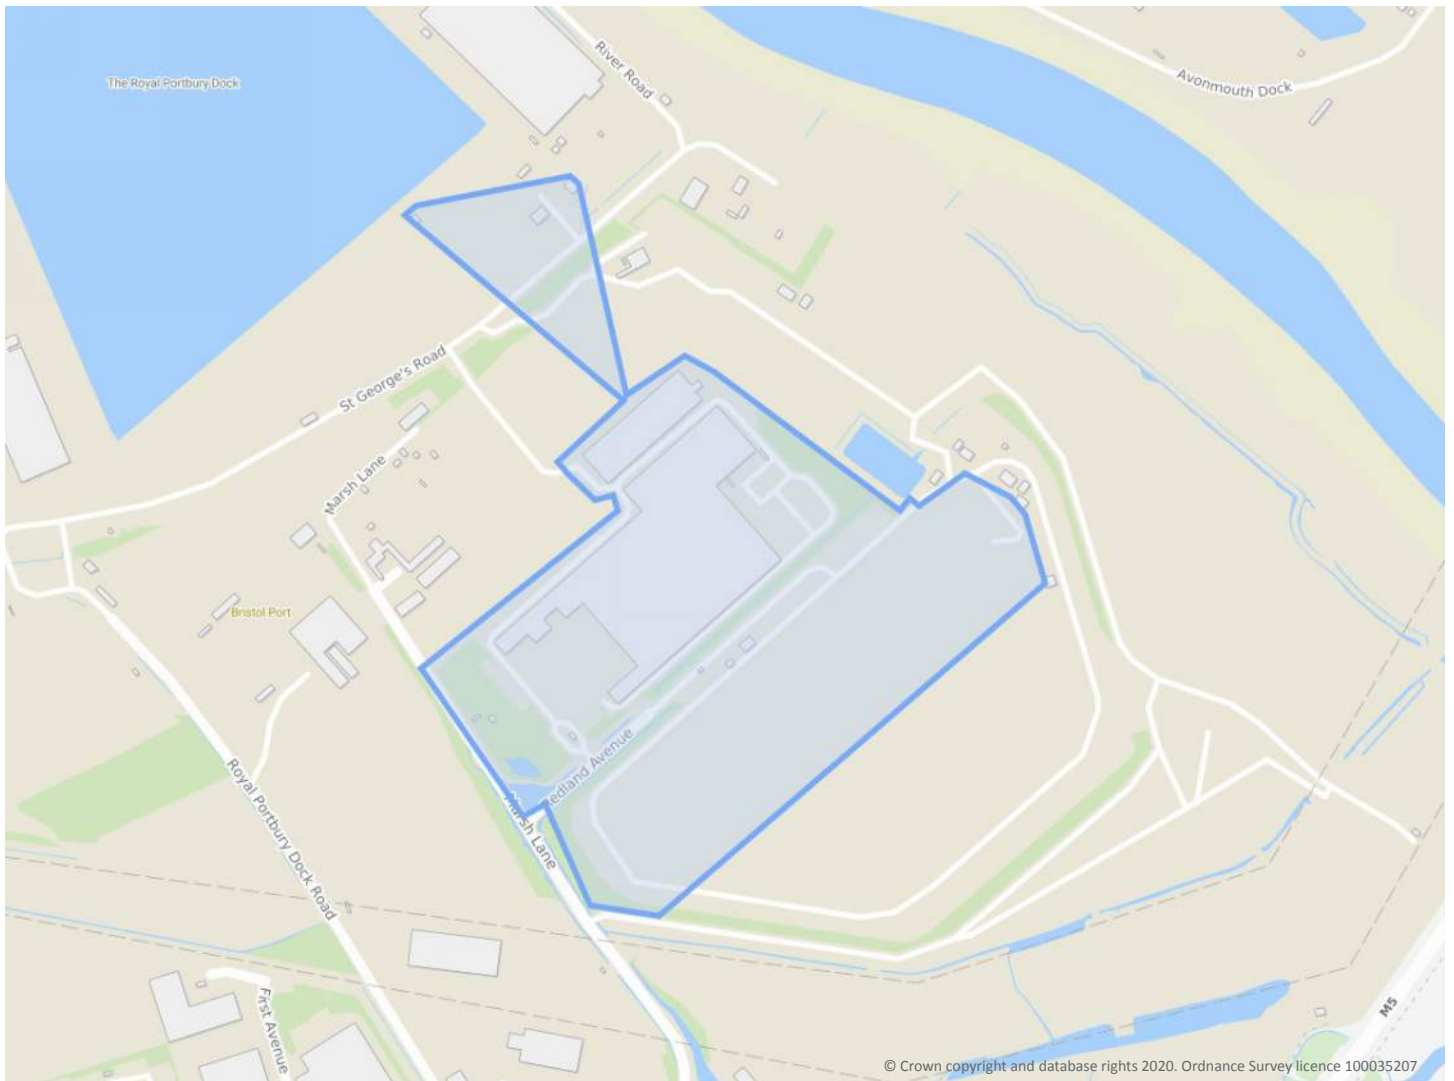 River Road
The Royal Portbury Dock
Avonmouth Dock
St George's Road
Marsh Lane
Bristol Port
Redland Avenue
Marsh Lane
Royal Portbury Dock Road
First Avenue
M5
© Crown copyright and database rights 2020. Ordnance Survey licence 100035207